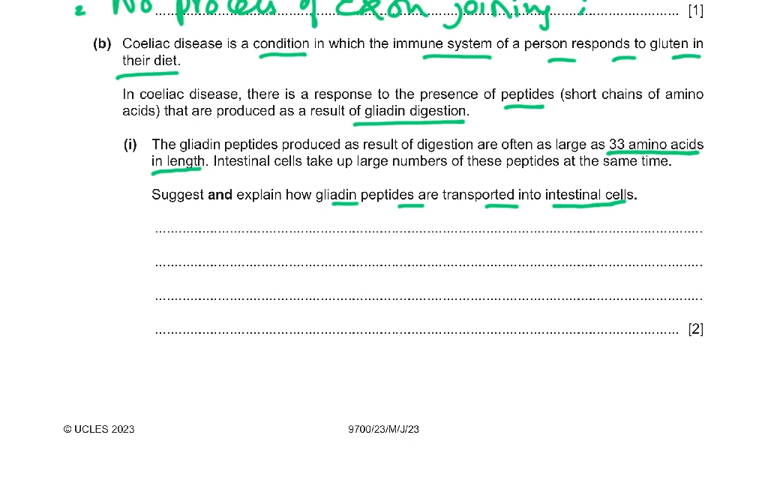 2 No process of exon joining ; [1]
(b) Coeliac disease is a condition in which the immune system of a person responds to gluten in
their diet.
In coeliac disease, there is a response to the presence of peptides (short chains of amino
acids) that are produced as a result of gliadin digestion.
(i) The gliadin peptides produced as result of digestion are often as large as 33 amino acids
in length. Intestinal cells take up large numbers of these peptides at the same time.
Suggest and explain how gliadin peptides are transported into intestinal cells.
[2]
© UCLES 2023 9700/23/M/J/23